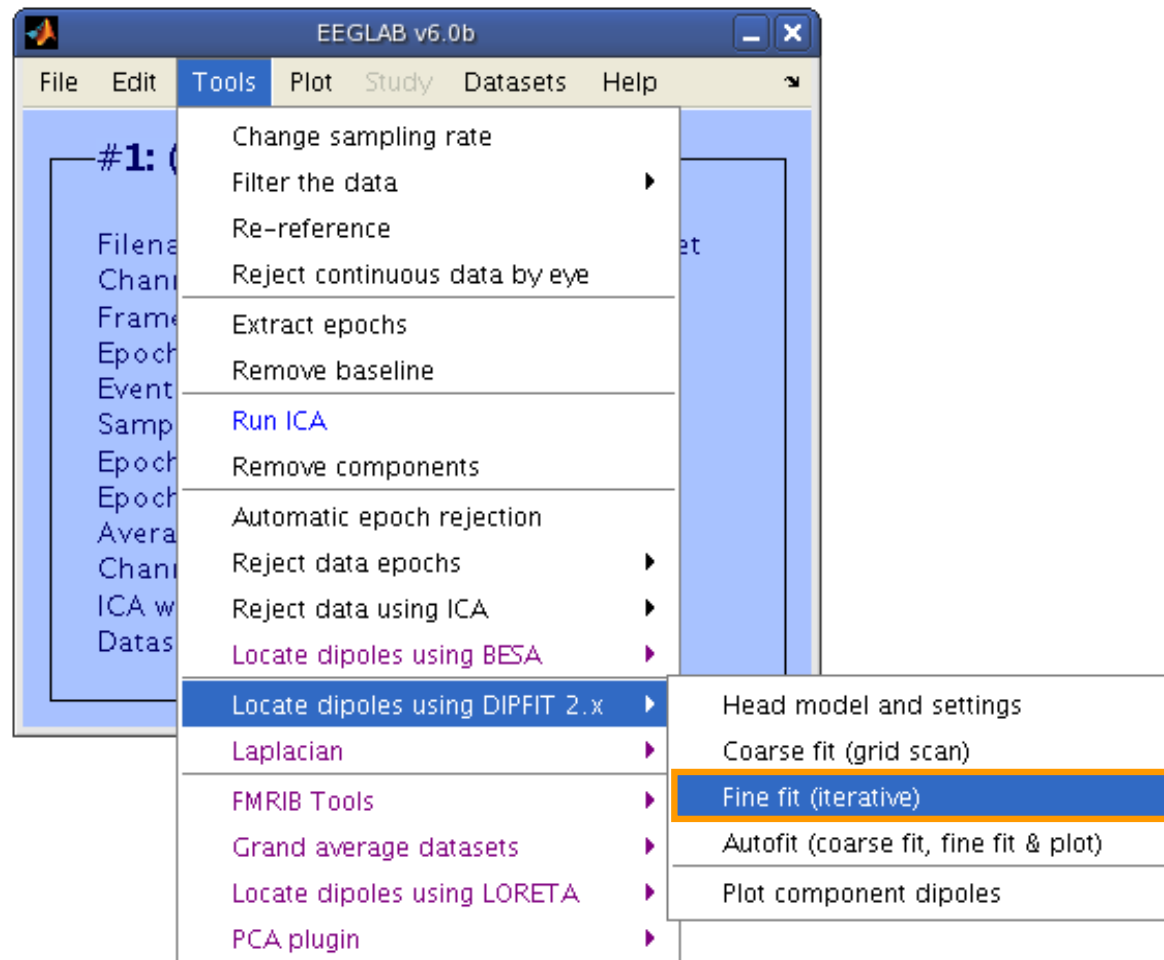 EEGLAB v6.0b
File Edit Tools Plot Study Datasets Help
#1: (
Change sampling rate
Filter the data
Re-reference
Filena
et
Reject continuous data by eye
Chann
Frame
Extract epochs
Epoch
Remove baseline
Event
Samp
Run ICA
Epoch
Remove components
Epoch
Automatic epoch rejection
Avera
Reject data epochs
Chann
Reject data using ICA
ICA w
Datas
Locate dipoles using BESA
Locate dipoles using DIPFIT 2.x
Laplacian
FMRIB Tools
Grand average datasets
Locate dipoles using LORETA
PCA plugin
Head model and settings
Coarse fit (grid scan)
Fine fit (iterative)
Autofit (coarse fit, fine fit & plot)
Plot component dipoles